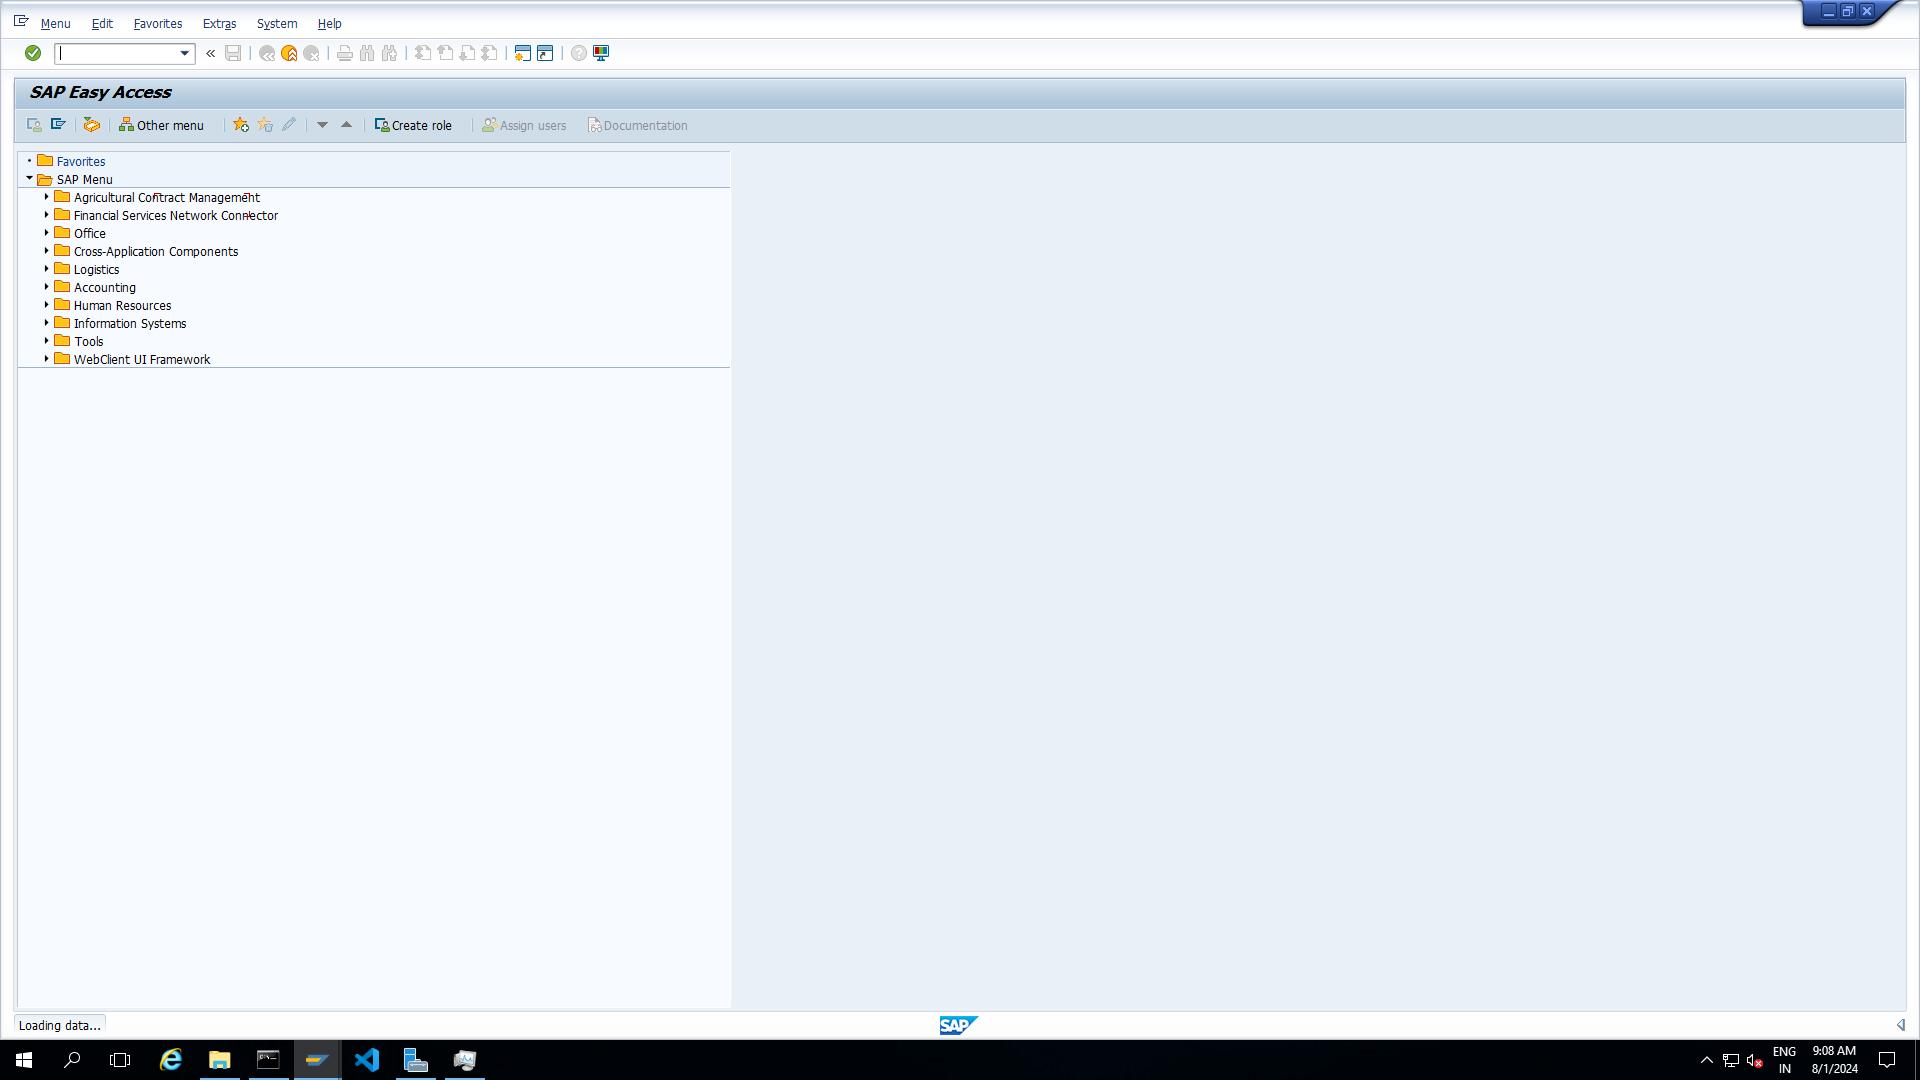 Menu Edit Favorites Extras System Help
SAP Easy Access
Other menu Create role Assign users Documentation
Favorites
SAP Menu
Agricultural Contract Management
Financial Services Network Connector
Office
Cross-Application Components
Logistics
Accounting
Human Resources
Information Systems
Tools
WebClient UI Framework
Loading data...
SAP
ENG
IN
9:08 AM
8/1/2024